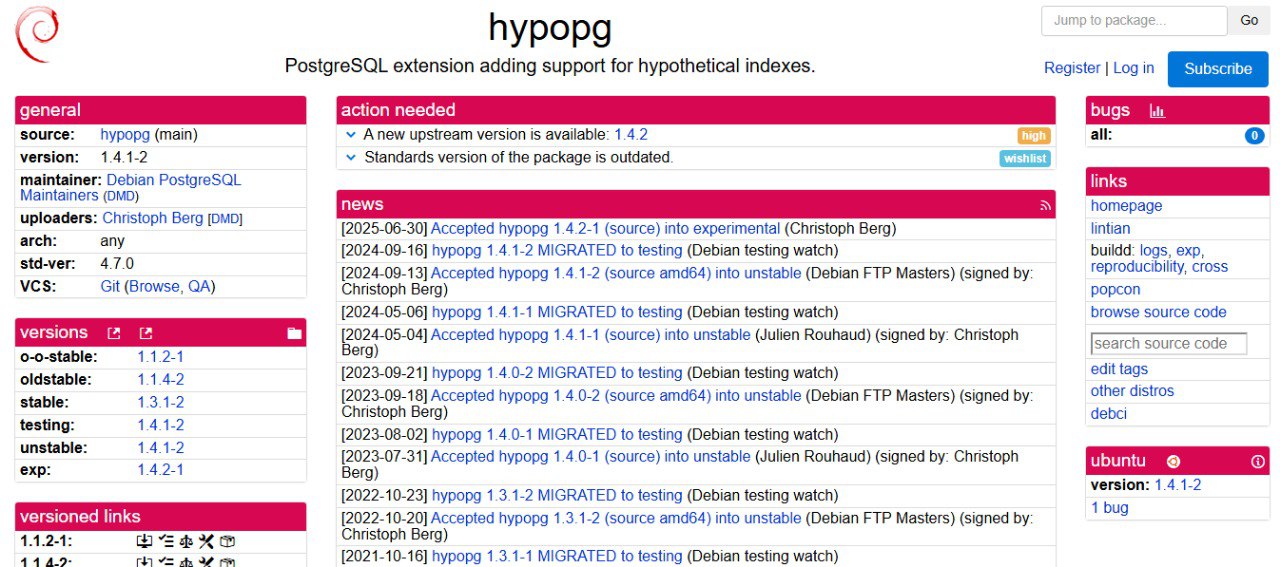 hypopg
PostgreSQL extension adding support for hypothetical indexes.
Jump to package...
Go
Register | Log in
Subscribe
general
source: hypopg (main)
version: 1.4.1-2
maintainer: Debian PostgreSQL
Maintainers (DMD)
uploaders: Christoph Berg [DMD]
arch: any
std-ver: 4.7.0
VCS: Git (Browse, QA)
versions
o-o-stable: 1.1.2-1
oldstable: 1.1.4-2
stable: 1.3.1-2
testing: 1.4.1-2
unstable: 1.4.1-2
exp: 1.4.2-1
versioned links
1.1.2-1:
1.1.4-2:
action needed
A new upstream version is available: 1.4.2 high
Standards version of the package is outdated. wishlist
news
[2025-06-30] Accepted hypopg 1.4.2-1 (source) into experimental (Christoph Berg)
[2024-09-16] hypopg 1.4.1-2 MIGRATED to testing (Debian testing watch)
[2024-09-13] Accepted hypopg 1.4.1-2 (source amd64) into unstable (Debian FTP Masters) (signed by:
Christoph Berg)
[2024-05-06] hypopg 1.4.1-1 MIGRATED to testing (Debian testing watch)
[2024-05-04] Accepted hypopg 1.4.1-1 (source) into unstable (Julien Rouhaud) (signed by: Christoph
Berg)
[2023-09-21] hypopg 1.4.0-2 MIGRATED to testing (Debian testing watch)
[2023-09-18] Accepted hypopg 1.4.0-2 (source amd64) into unstable (Debian FTP Masters) (signed by:
Christoph Berg)
[2023-08-02] hypopg 1.4.0-1 MIGRATED to testing (Debian testing watch)
[2023-07-31] Accepted hypopg 1.4.0-1 (source) into unstable (Julien Rouhaud) (signed by: Christoph
Berg)
[2022-10-23] hypopg 1.3.1-2 MIGRATED to testing (Debian testing watch)
[2022-10-20] Accepted hypopg 1.3.1-2 (source amd64) into unstable (Debian FTP Masters) (signed by:
Christoph Berg)
[2021-10-16] hypopg 1.3.1-1 MIGRATED to testing (Debian testing watch)
bugs
all: 0
links
homepage
lintian
buildd: logs, exp,
reproducibility, cross
popcon
browse source code
search source code
edit tags
other distros
debci
ubuntu
version: 1.4.1-2
1 bug